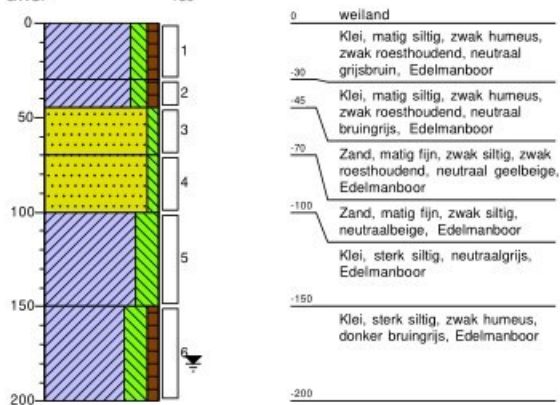 0
50
100
150
200
1
2
3
4
5
6
0 weiland
Klei, matig siltig, zwak humeus,
zwak roesthoudend, neutraal
grijsbruin, Edelmanboor
-30
Klei, matig siltig, zwak humeus,
zwak roesthoudend, neutraal
bruingrijs, Edelmanboor
-45
Zand, matig fijn, zwak siltig, zwak
roesthoudend, neutraal geelbeige,
Edelmanboor
-70
Zand, matig fijn, zwak siltig,
neutraalbeige, Edelmanboor
-100
Klei, sterk siltig, neutraalgrijs,
Edelmanboor
-150
Klei, sterk siltig, zwak humeus,
donker bruingrijs, Edelmanboor
-200